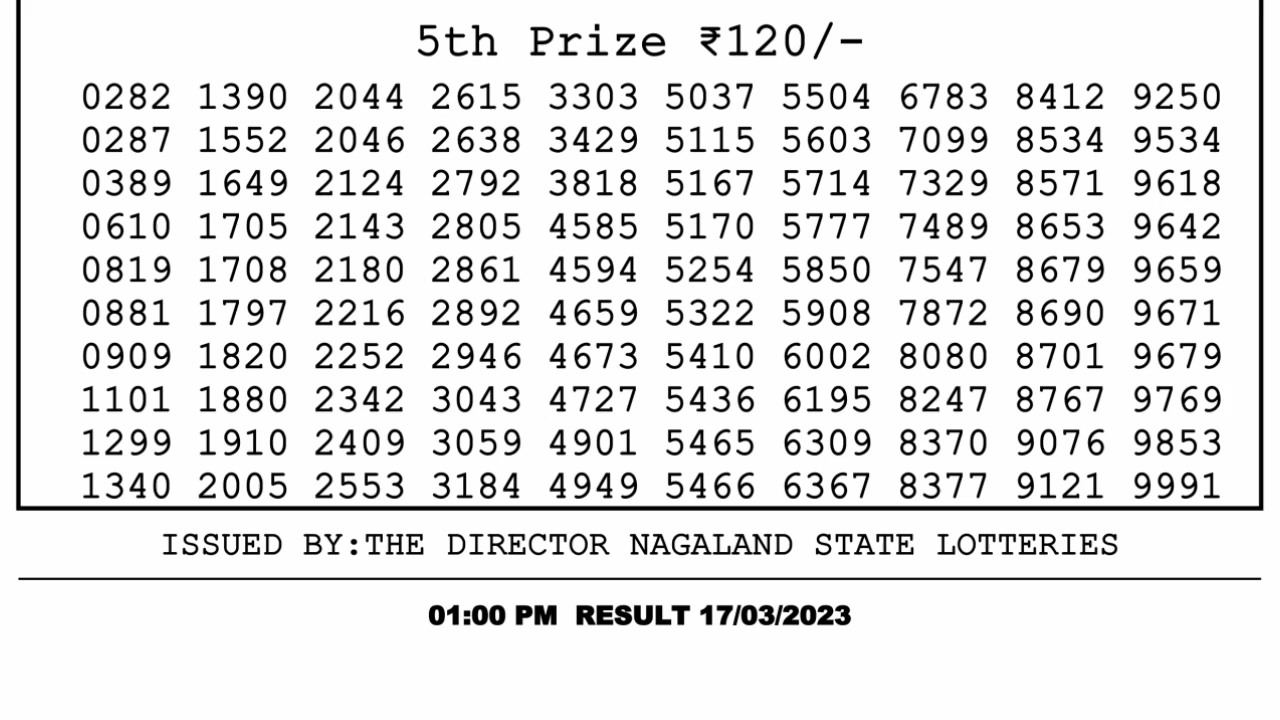 5th Prize ₹120/-
0282 1390 2044 2615 3303 5037 5504 6783 8412 9250
0287 1552 2046 2638 3429 5115 5603 7099 8534 9534
0389 1649 2124 2792 3818 5167 5714 7329 8571 9618
0610 1705 2143 2805 4585 5170 5777 7489 8653 9642
0819 1708 2180 2861 4594 5254 5850 7547 8679 9659
0881 1797 2216 2892 4659 5322 5908 7872 8690 9671
0909 1820 2252 2946 4673 5410 6002 8080 8701 9679
1101 1880 2342 3043 4727 5436 6195 8247 8767 9769
1299 1910 2409 3059 4901 5465 6309 8370 9076 9853
1340 2005 2553 3184 4949 5466 6367 8377 9121 9991
ISSUED BY:THE DIRECTOR NAGALAND STATE LOTTERIES
01:00 PM RESULT 17/03/2023